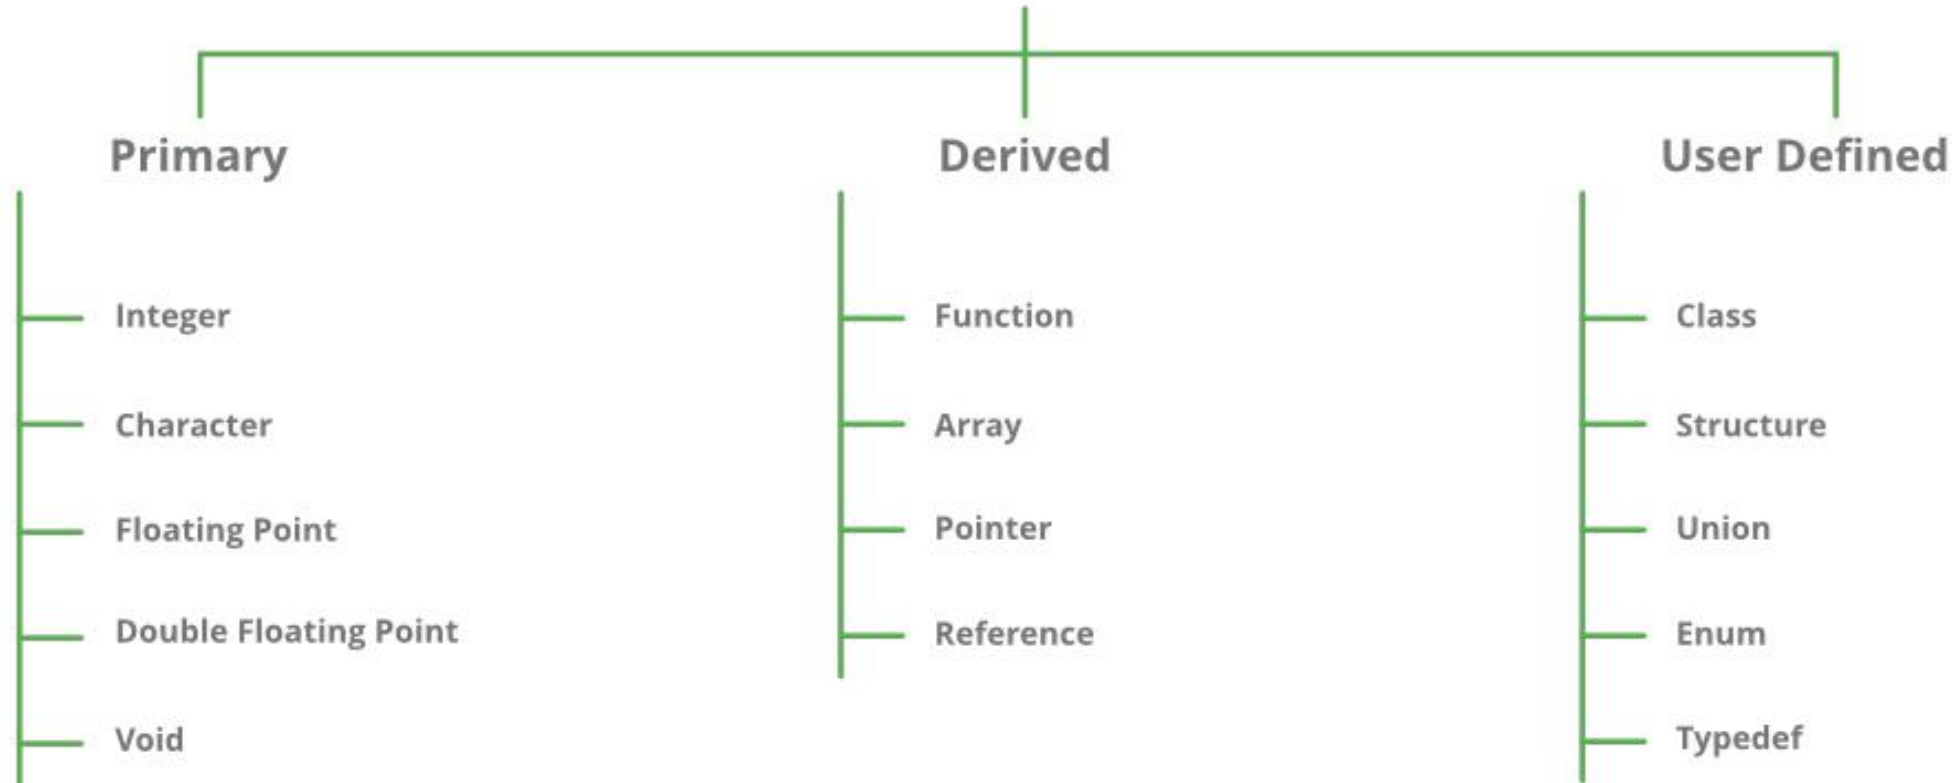 Primary
Integer
Character
Floating Point
Double Floating Point
Void
Derived
Function
Array
Pointer
Reference
User Defined
Class
Structure
Union
Enum
Typedef